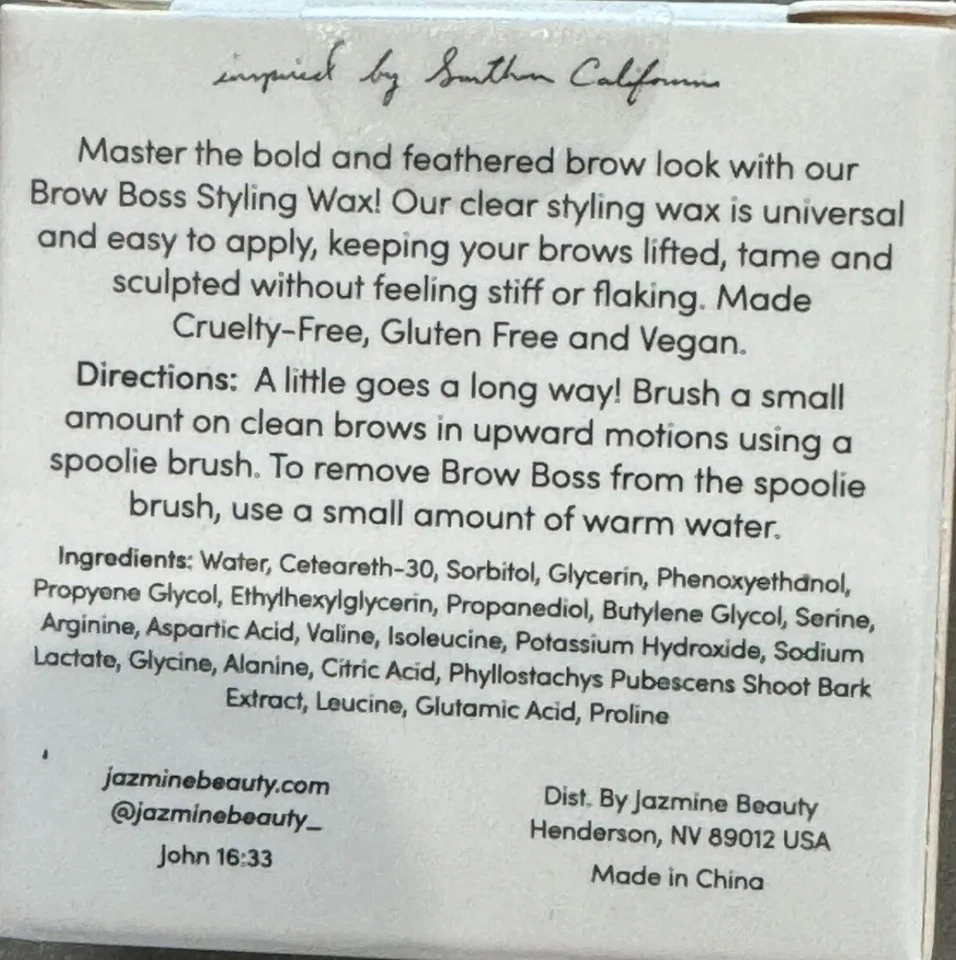 inspired by Southern California
Master the bold and feathered brow look with our
Brow Boss Styling Wax! Our clear styling wax is universal
and easy to apply, keeping your brows lifted, tame and
sculpted without feeling stiff or flaking. Made
Cruelty-Free, Gluten Free and Vegan.
Directions: A little goes a long way! Brush a small
amount on clean brows in upward motions using a
spoolie brush. To remove Brow Boss from the spoolie
brush, use a small amount of warm water.
Ingredients: Water, Ceteareth-30, Sorbitol, Glycerin, Phenoxyethanol,
Propyene Glycol, Ethylhexylglycerin, Propanediol, Butylene Glycol, Serine,
Arginine, Aspartic Acid, Valine, Isoleucine, Potassium Hydroxide, Sodium
Lactate, Glycine, Alanine, Citric Acid, Phyllostachys Pubescens Shoot Bark
Extract, Leucine, Glutamic Acid, Proline
jazminebeauty.com
@jazminebeauty_
John 16:33
Dist. By Jazmine Beauty
Henderson, NV 89012 USA
Made in China